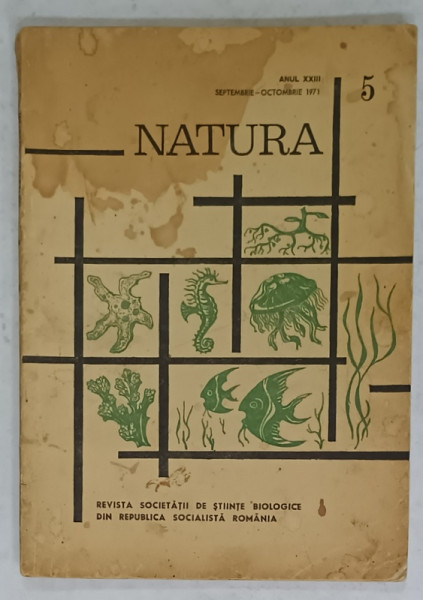 ANUL XXIII
SEPTEMBRIE-OCTOMBRIE 1971
5
NATURA
REVISTA SOCIETĂȚII DE ȘTIINȚE BIOLOGICE
DIN REPUBLICA SOCIALISTĂ ROMÂNIA